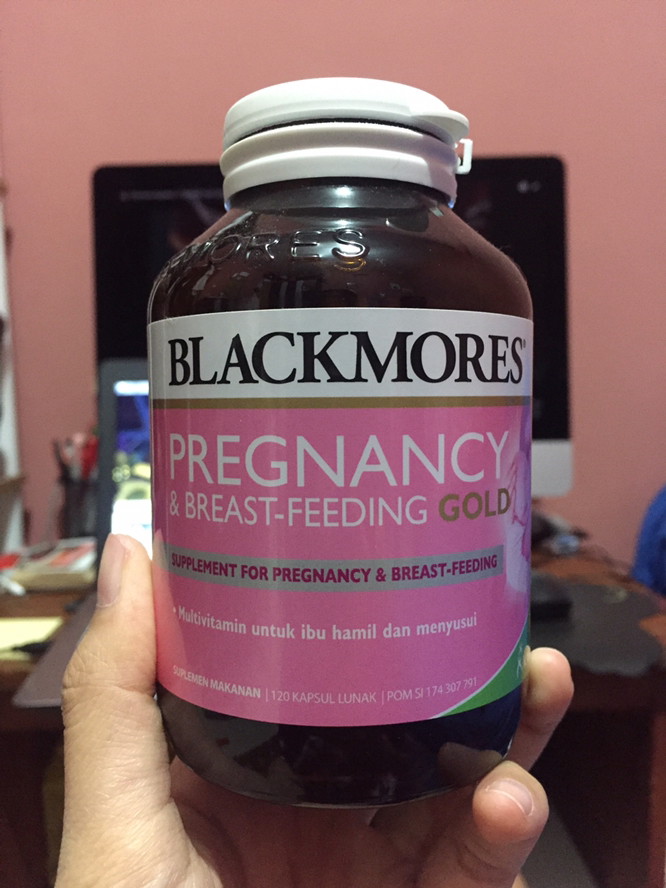 BLACKMORES®
PREGNANCY
& BREAST-FEEDING GOLD
SUPPLEMENT FOR PREGNANCY & BREAST-FEEDING
• Multivitamin untuk ibu hamil dan menyusui
SUPLEMEN MAKANAN | 120 KAPSUL LUNAK | POM SI 174 307 791